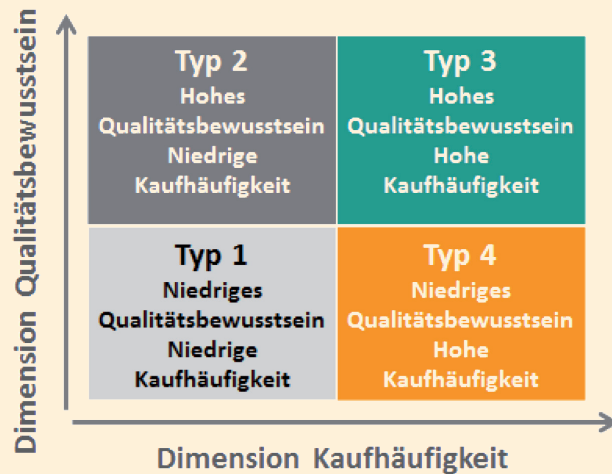 Dimension Qualitätsbewusstsein
Typ 2
Hohes
Qualitätsbewusstsein
Niedrige
Kaufhäufigkeit
Typ 3
Hohes
Qualitätsbewusstsein
Hohe
Kaufhäufigkeit
Typ 1
Niedriges
Qualitätsbewusstsein
Niedrige
Kaufhäufigkeit
Typ 4
Niedriges
Qualitätsbewusstsein
Hohe
Kaufhäufigkeit
Dimension Kaufhäufigkeit